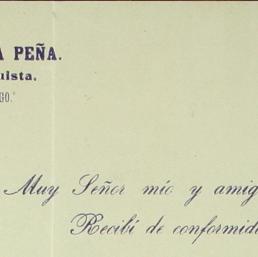 A PEÑA.
uista.
GO.
Muy Señor mío y amig
Recibí de conformid